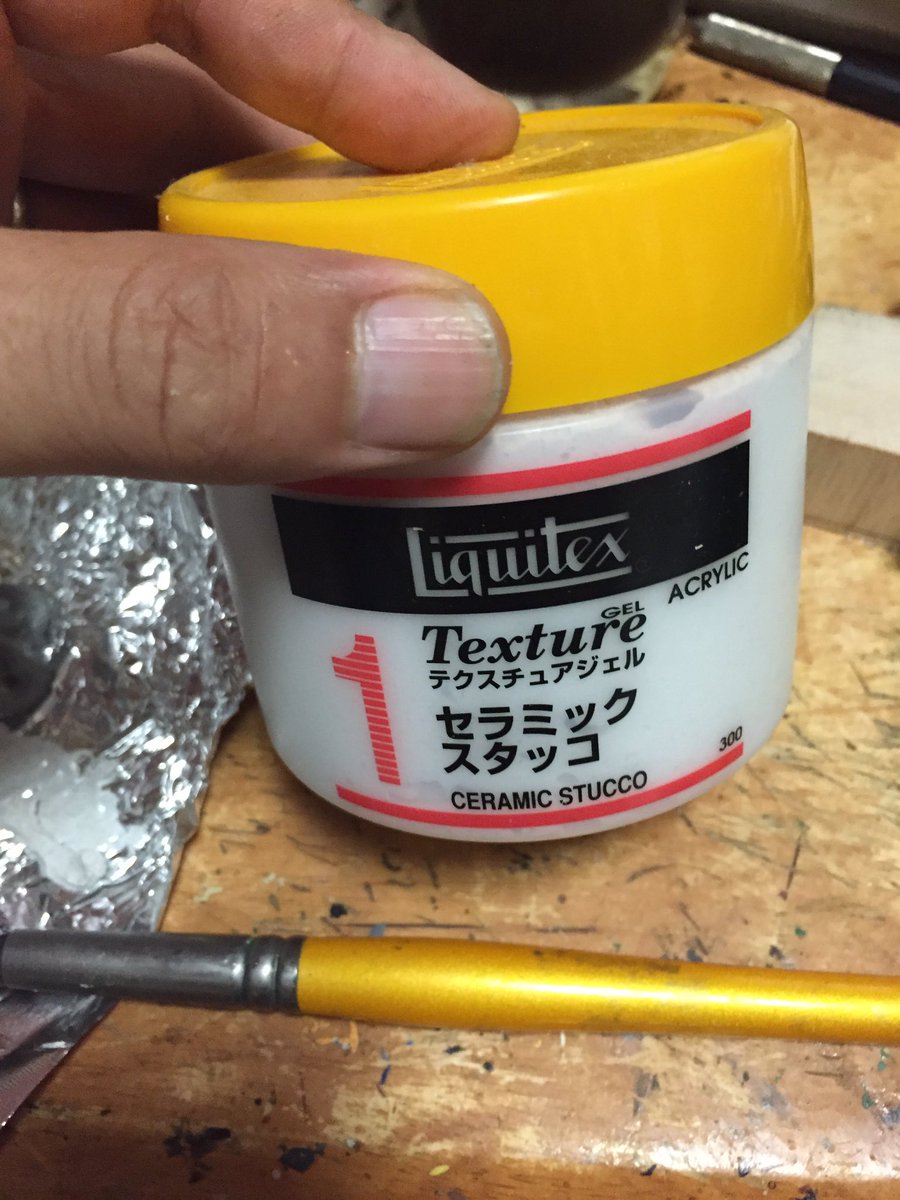 Liquitex
ACRYLIC
GEL
Texture
テクスチュアジェル
1
セラミック
スタッコ
300
CERAMIC STUCCO